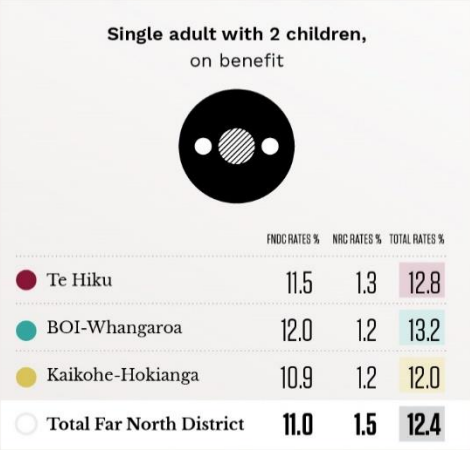 Single adult with 2 children,
on benefit
FNDC RATES % NRC RATES % TOTAL RATES %
Te Hiku 11.5 1.3 12.8
BOI-Whangaroa 12.0 1.2 13.2
Kaikohe-Hokianga 10.9 1.2 12.0
Total Far North District 11.0 1.5 12.4